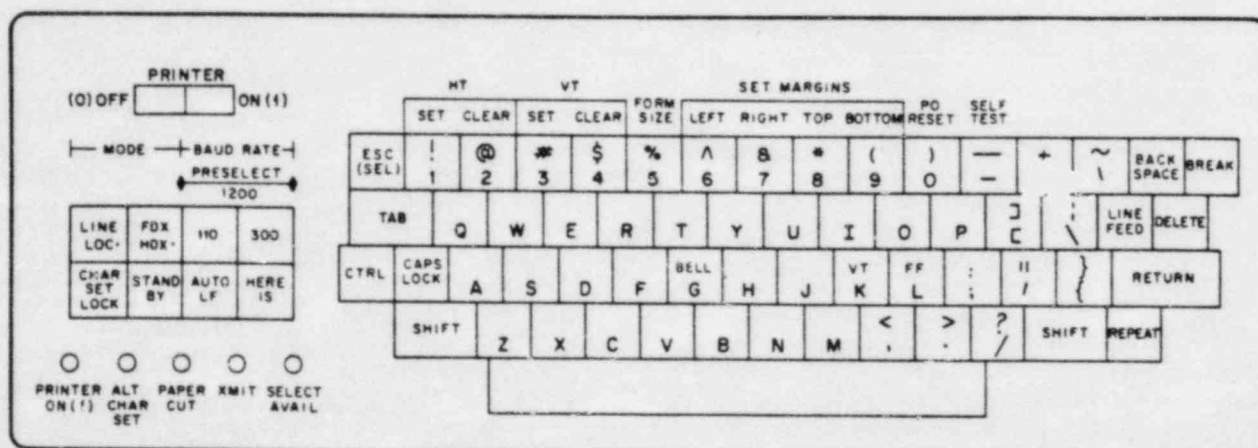 PRINTER
(0) OFF ON (1)
MODE BAUD RATE
PRESELECT
1200
LINE LOC• FDX HDX• 110 300
CHAR SET LOCK STAND BY AUTO LF HERE IS
PRINTER ON (1) ALT. CHAR SET PAPER OUT XMIT SELECT AVAIL
HT VT SET MARGINS
SET CLEAR SET CLEAR FORM SIZE LEFT RIGHT TOP BOTTOM PO RESET SELF TEST
ESC (SEL) ! 1 @ 2 # 3 $ 4 % 5 ^ 6 & 7 * 8 ( 9 ) 0 — - + ~ \ BACK SPACE BREAK
TAB Q W E R T Y U I O P ] [ ¦ \ LINE FEED DELETE
CTRL CAPS LOCK A S D F BELL G H J VT K FF L : ; " ' } { RETURN
SHIFT Z X C V B N M < , > . ? / SHIFT REPEAT